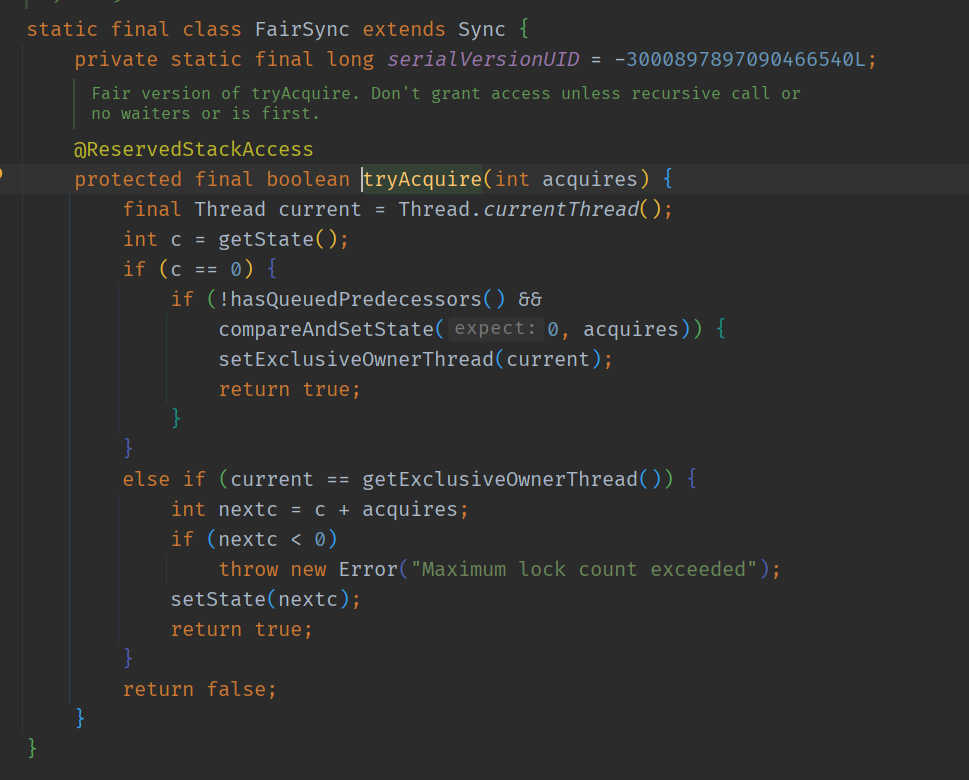 static final class FairSync extends Sync {
private static final long serialVersionUID = -3000897897090466540L;
Fair version of tryAcquire. Don't grant access unless recursive call or
no waiters or is first.
@ReservedStackAccess
protected final boolean tryAcquire(int acquires) {
final Thread current = Thread.currentThread();
int c = getState();
if (c == 0) {
if (!hasQueuedPredecessors() &&
compareAndSetState( expect: 0, acquires)) {
setExclusiveOwnerThread(current);
return true;
}
}
else if (current == getExclusiveOwnerThread()) {
int nextc = c + acquires;
if (nextc < 0)
throw new Error("Maximum lock count exceeded");
setState(nextc);
return true;
}
return false;
}
}